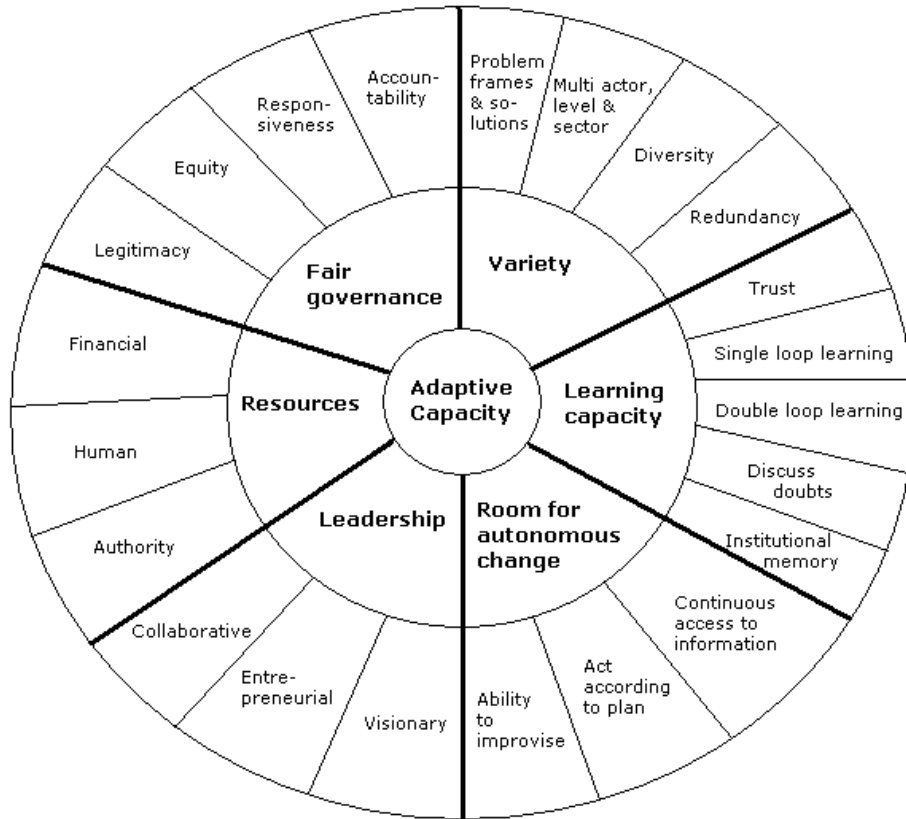 Problem
frames
& so-
lutions
Multi actor,
level &
sector
Diversity
Redundancy
Trust
Single loop learning
Double loop learning
Discuss
doubts
Institutional
memory
Continuous
access to
information
Act
according
to plan
Ability
to
improvise
Visionary
Entre-
preneurial
Collaborative
Authority
Human
Financial
Legitimacy
Equity
Respon-
siveness
Accoun-
tability
Variety
Learning
capacity
Room for
autonomous
change
Leadership
Resources
Fair
governance
Adaptive
Capacity